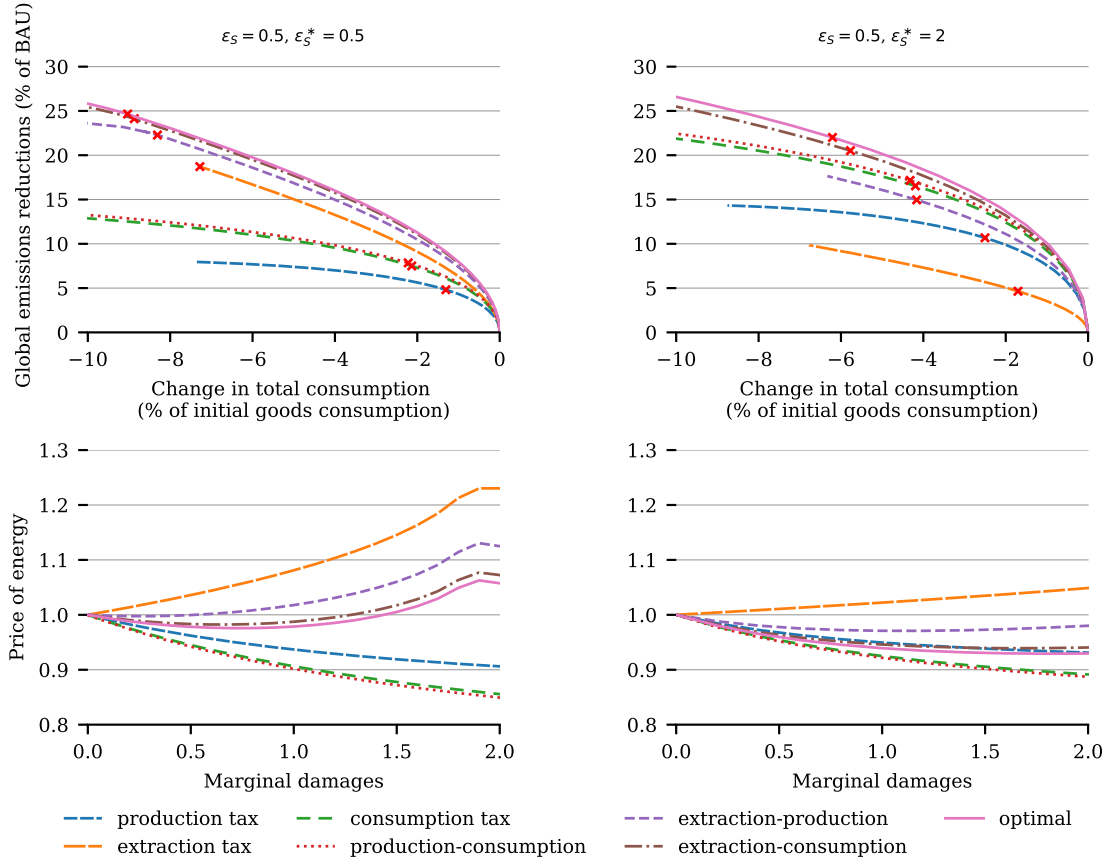 εS = 0.5, εS* = 0.5
εS = 0.5, εS* = 2
Global emissions reductions (% of BAU)
30
25
20
15
10
5
0
−10 −8 −6 −4 −2 0
Change in total consumption
(% of initial goods consumption)
30
25
20
15
10
5
0
−10 −8 −6 −4 −2 0
Change in total consumption
(% of initial goods consumption)
Price of energy
1.3
1.2
1.1
1.0
0.9
0.8
0.0 0.5 1.0 1.5 2.0
Marginal damages
1.3
1.2
1.1
1.0
0.9
0.8
0.0 0.5 1.0 1.5 2.0
Marginal damages
production tax
extraction tax
consumption tax
production-consumption
extraction-production
extraction-consumption
optimal